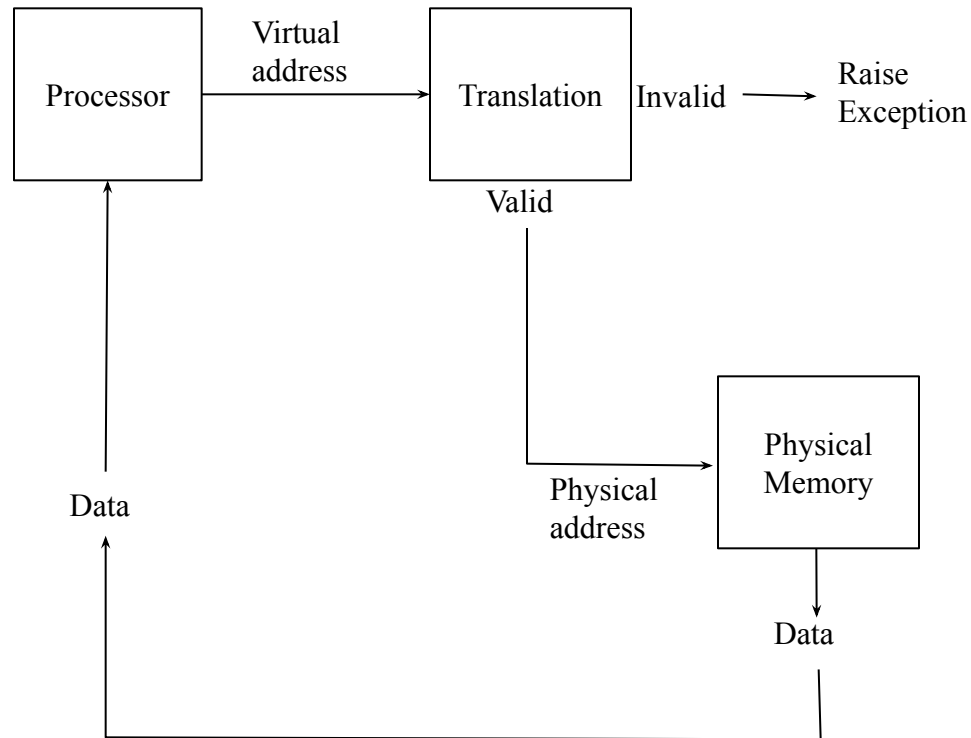 Processor
Virtual
address
Translation
Invalid
Raise
Exception
Valid
Physical
address
Physical
Memory
Data
Data